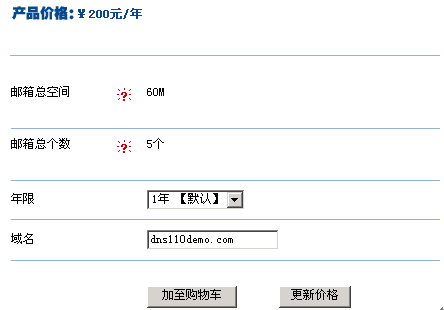 产品价格:¥200元/年
邮箱总空间 ? 60M
邮箱总个数 ? 5个
年限 1年 【默认】
域名 dns110demo.com
加至购物车 更新价格